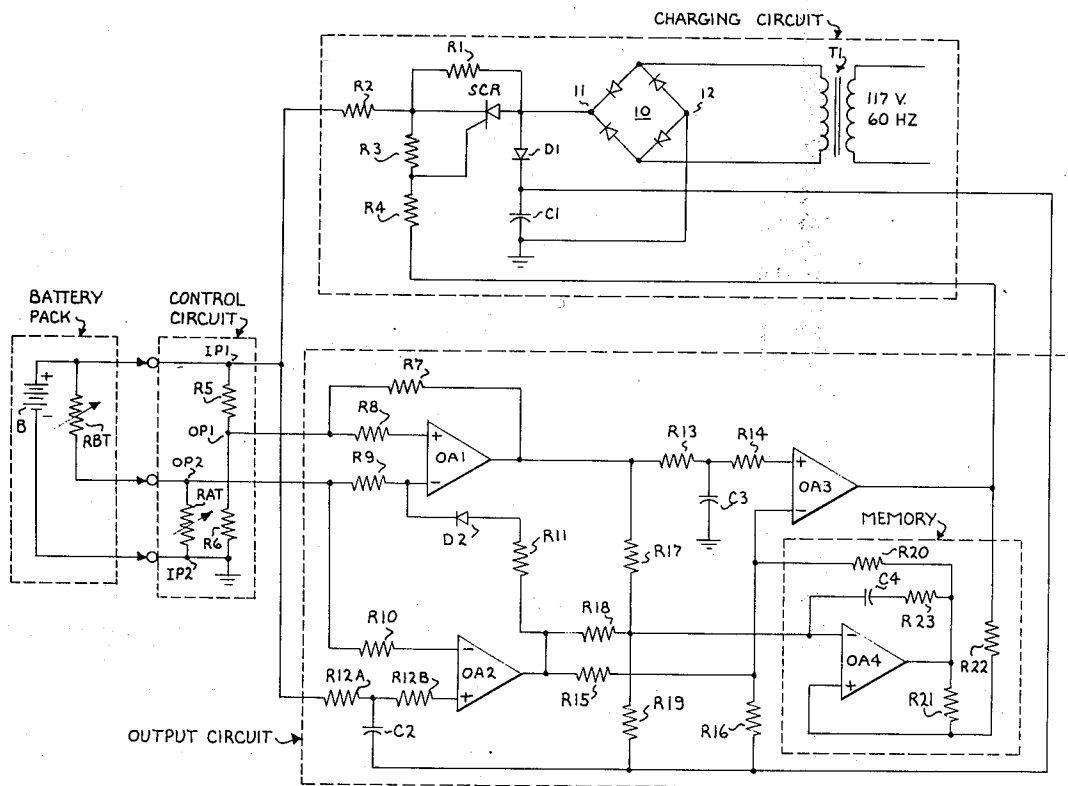 CHARGING CIRCUIT
R1
T1
R2
SCR
11
10
12
117 V.
60 HZ
R3
D1
R4
C1
BATTERY
PACK
CONTROL
CIRCUIT
IP1
R7
R5
B
+
-
RBT
R8
OP1
+
OA1
-
R13
R14
+
OA3
-
OP2
R9
RAT
C3
R6
D2
R11
MEMORY
IP2
R17
R20
C4
R23
R10
R18
-
OA4
+
R22
-
OA2
+
R12A
R12B
R15
R21
C2
R19
R16
OUTPUT CIRCUIT